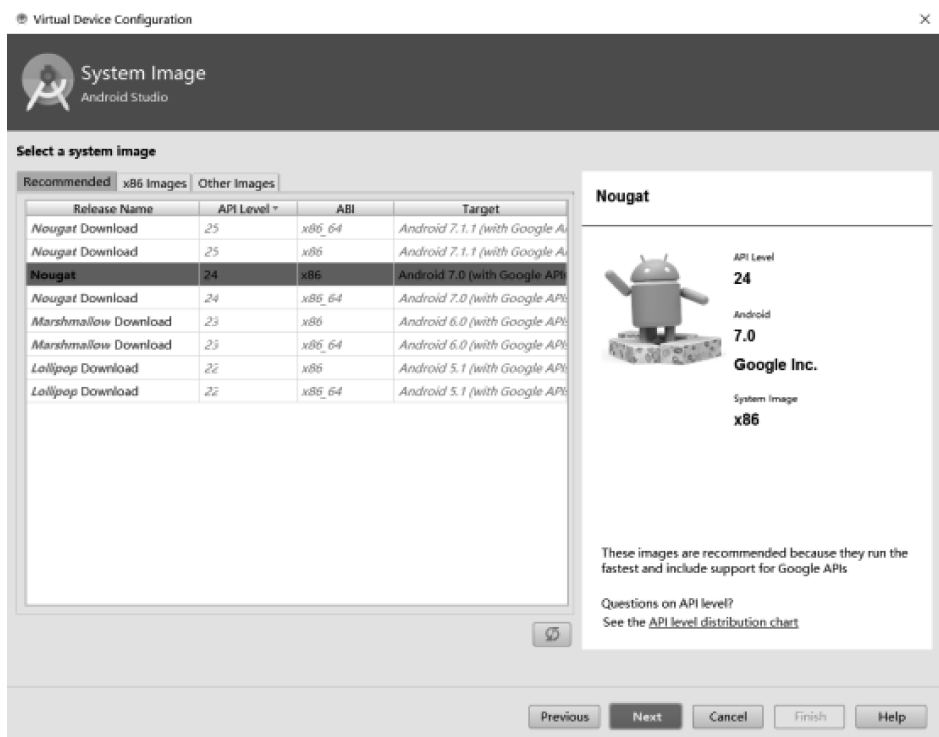 Virtual Device Configuration
System Image
Android Studio
Select a system image
Recommended x86 Images Other Images
Release Name API Level ABI Target
Nougat Download 25 x86_64 Android 7.1.1 (with Google A
Nougat Download 25 x86 Android 7.1.1 (with Google A
Nougat 24 x86 Android 7.0 (with Google APIs
Nougat Download 24 x86_64 Android 7.0 (with Google APIs
Marshmallow Download 23 x86 Android 6.0 (with Google APIs
Marshmallow Download 23 x86_64 Android 6.0 (with Google APIs
Lollipop Download 22 x86 Android 5.1 (with Google APIs
Lollipop Download 22 x86_64 Android 5.1 (with Google APIs
Nougat
API Level
24
Android
7.0
Google Inc.
System Image
x86
These images are recommended because they run the
fastest and include support for Google APIs
Questions on API level?
See the API level distribution chart
Previous Next Cancel Finish Help